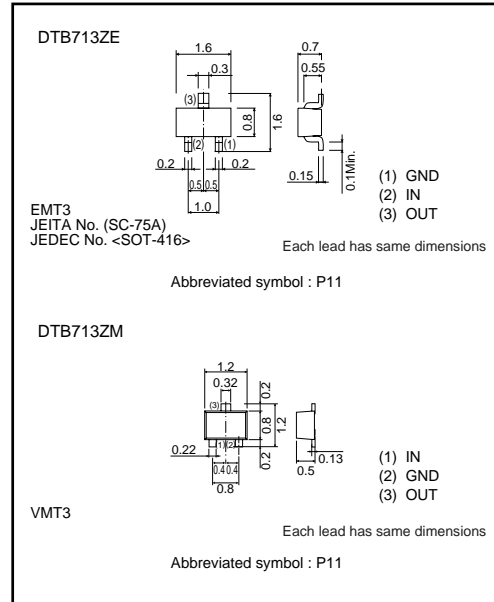 DTB713ZE
1.6
0.3
(3)
0.8
1.6
(2)
(1)
0.2
0.2
0.5 0.5
1.0
0.7
0.55
0.15
0.1Min.
(1) GND
(2) IN
(3) OUT
EMT3
JEITA No. (SC-75A)
JEDEC No. <SOT-416>
Each lead has same dimensions
Abbreviated symbol : P11
DTB713ZM
1.2
0.32
(3)
0.2
0.8
1.2
0.2
(1)(2)
0.22
0.4 0.4
0.8
0.13
0.5
(1) IN
(2) GND
(3) OUT
VMT3
Each lead has same dimensions
Abbreviated symbol : P11